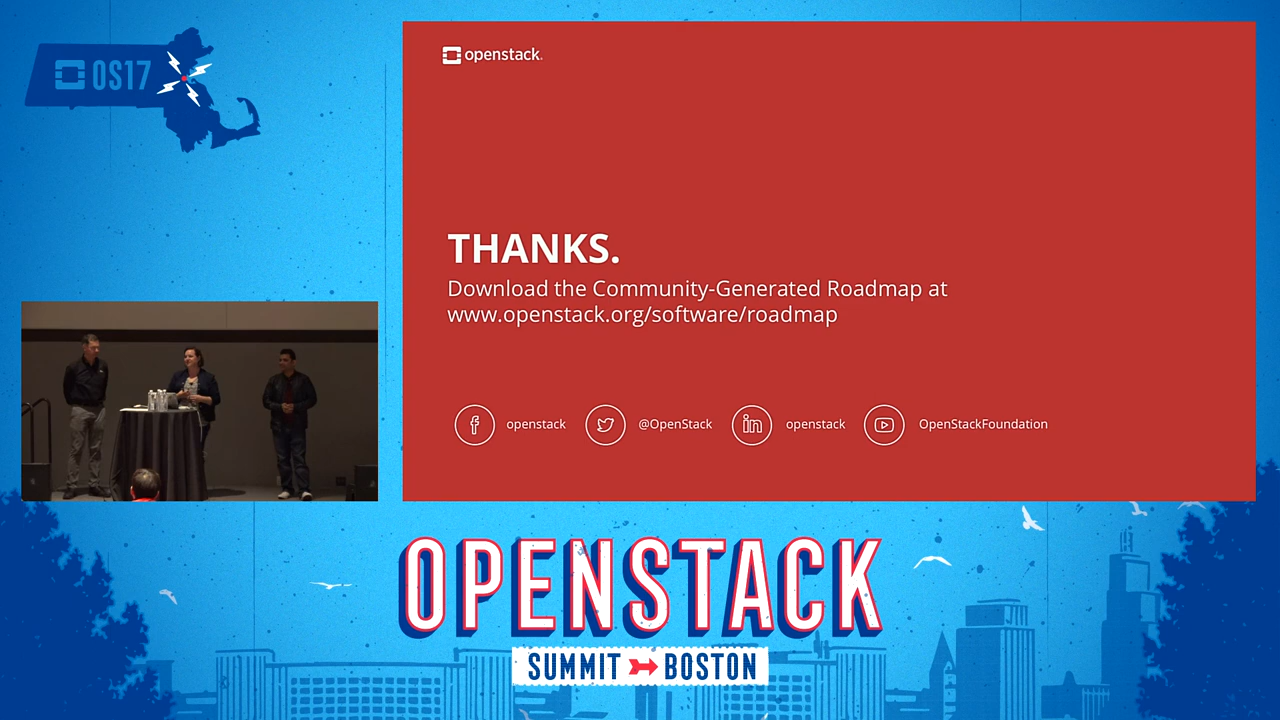 OS17
openstack.
THANKS.
Download the Community-Generated Roadmap at
www.openstack.org/software/roadmap
openstack
@OpenStack
openstack
OpenStackFoundation
OPENSTACK
SUMMIT BOSTON